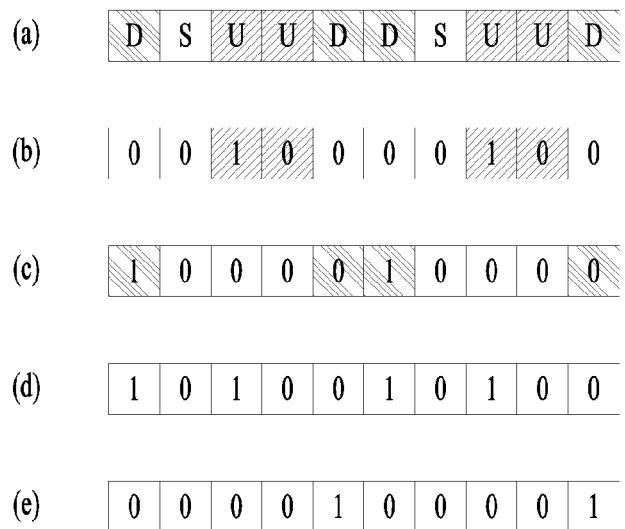 (a) D S U U D D S U U D
(b) 0 0 1 0 0 0 0 1 0 0
(c) 1 0 0 0 0 1 0 0 0 0
(d) 1 0 1 0 0 1 0 1 0 0
(e) 0 0 0 0 1 0 0 0 0 1